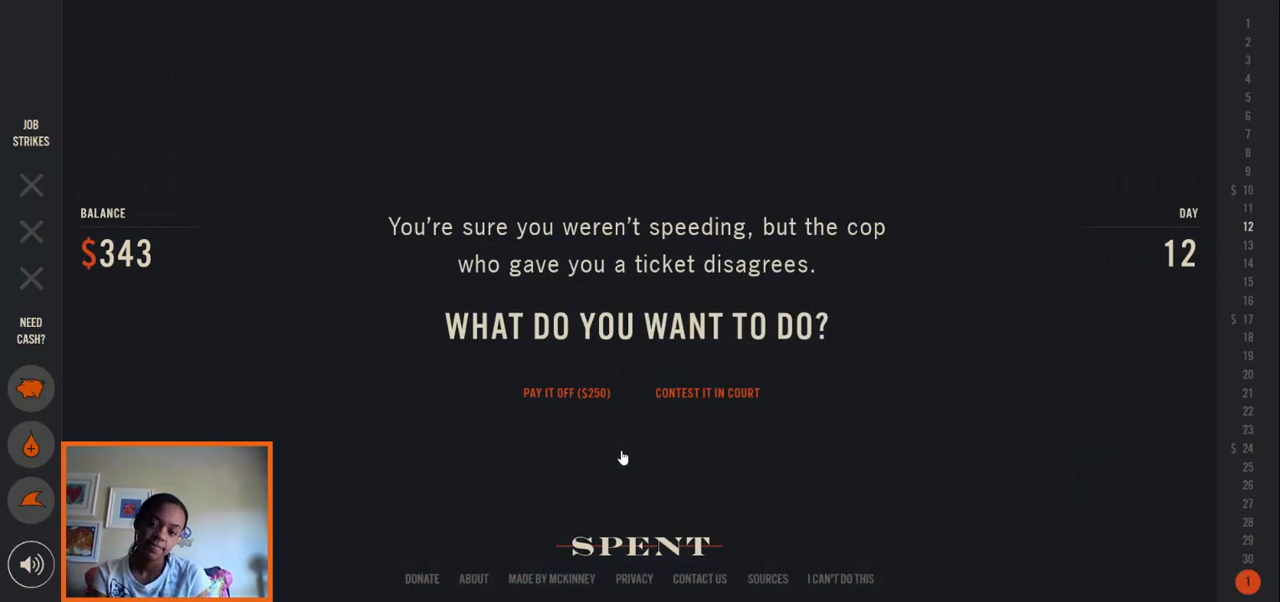 JOB
STRIKES
BALANCE
$343
NEED
CASH?
You're sure you weren't speeding, but the cop
who gave you a ticket disagrees.
WHAT DO YOU WANT TO DO?
PAY IT OFF ($250) CONTEST IT IN COURT
SPENT
DONATE ABOUT MADE BY MCKINNEY PRIVACY CONTACT US SOURCES I CAN'T DO THIS
DAY
12
1
2
3
4
5
6
7
8
9
$ 10
11
12
13
14
15
16
$ 17
18
19
20
21
22
23
$ 24
25
26
27
28
29
30
1